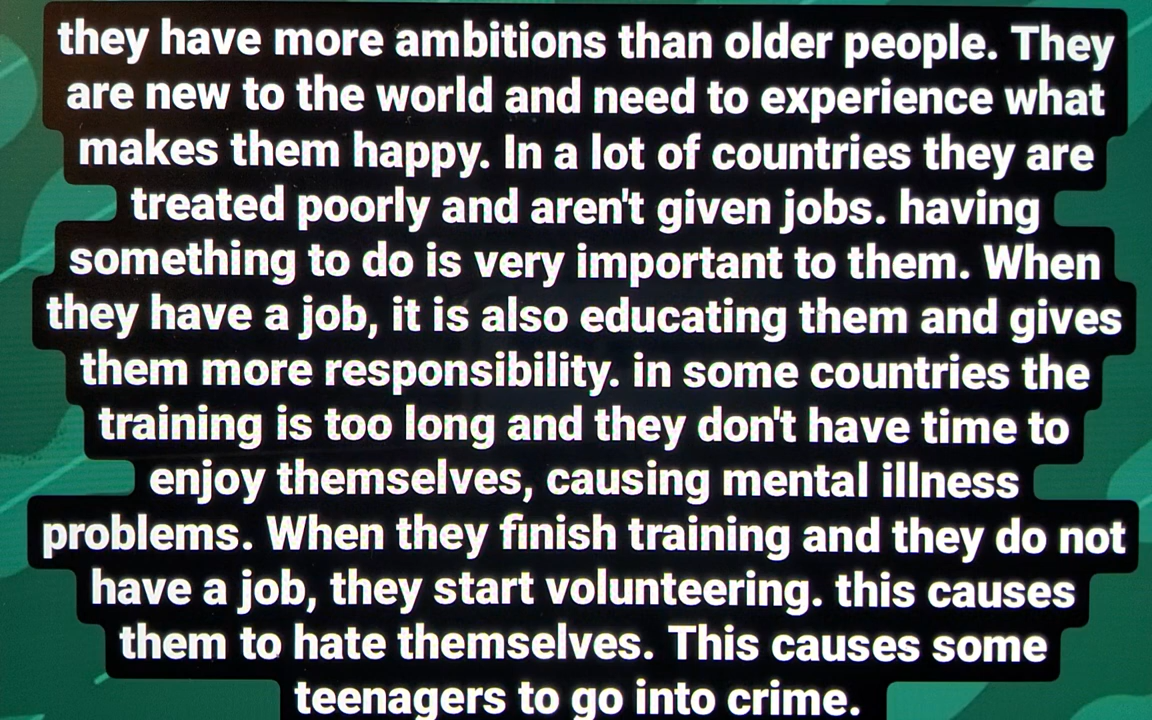 they have more ambitions than older people. They
are new to the world and need to experience what
makes them happy. In a lot of countries they are
treated poorly and aren't given jobs. having
something to do is very important to them. When
they have a job, it is also educating them and gives
them more responsibility. in some countries the
training is too long and they don't have time to
enjoy themselves, causing mental illness
problems. When they finish training and they do not
have a job, they start volunteering. this causes
them to hate themselves. This causes some
teenagers to go into crime.